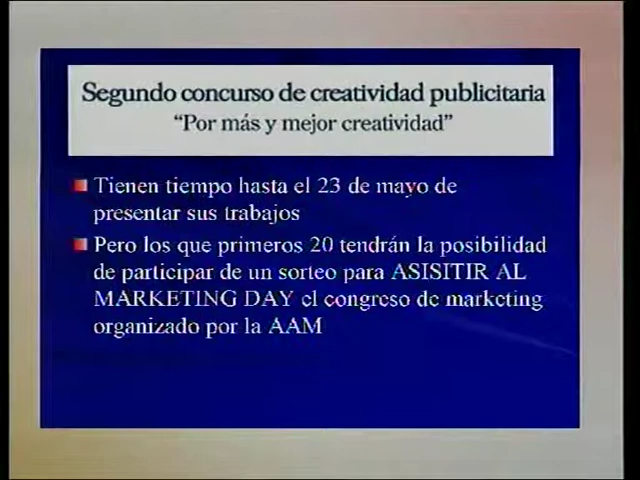 Segundo concurso de creatividad publicitaria
“Por más y mejor creatividad”
Tienen tiempo hasta el 23 de mayo de
presentar sus trabajos
Pero los que primeros 20 tendrán la posibilidad
de participar de un sorteo para ASISITIR AL
MARKETING DAY el congreso de marketing
organizado por la AAM